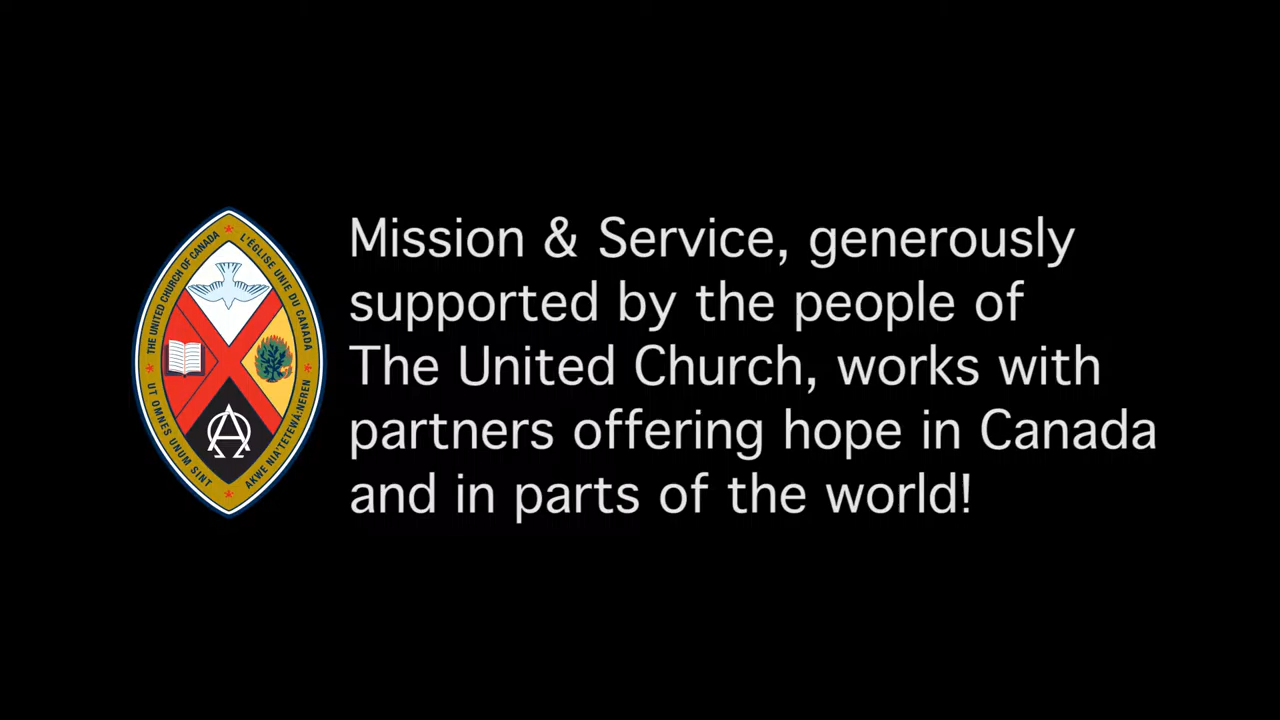 THE UNITED CHURCH OF CANADA
L'ÉGLISE UNIE DU CANADA
UT OMNES UNUM SINT
AKWE NIA'TETEWÁ:NEREN
Mission & Service, generously
supported by the people of
The United Church, works with
partners offering hope in Canada
and in parts of the world!